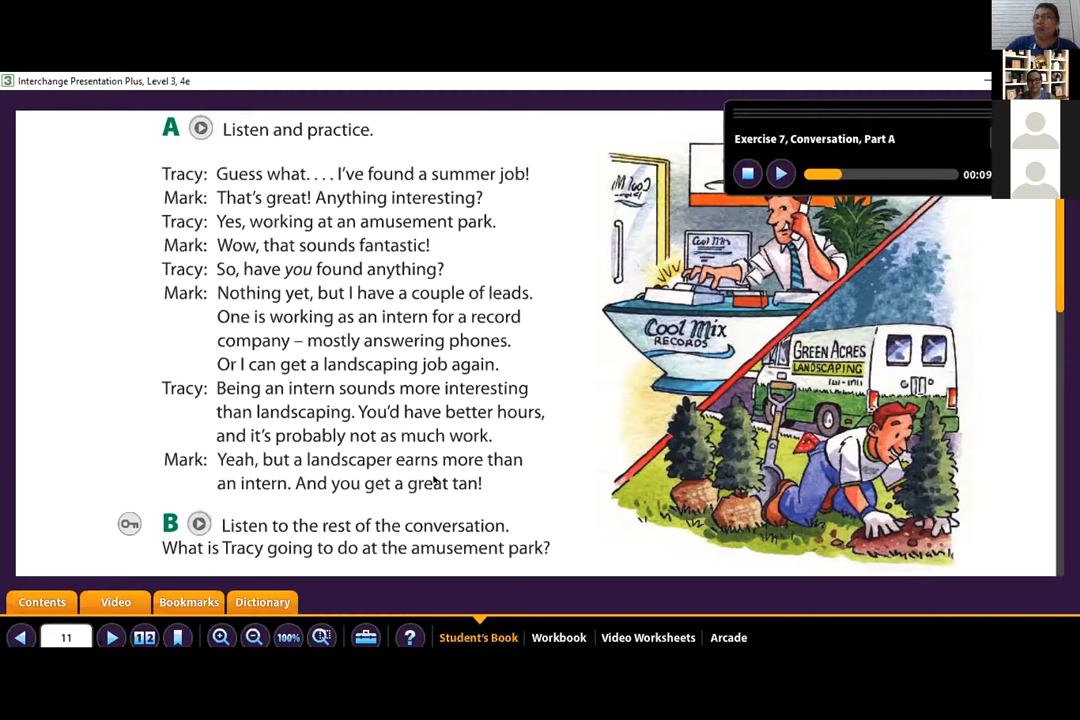 Interchange Presentation Plus, Level 3, 4e
A Listen and practice.
Tracy: Guess what. . . . I've found a summer job!
Mark: That's great! Anything interesting?
Tracy: Yes, working at an amusement park.
Mark: Wow, that sounds fantastic!
Tracy: So, have you found anything?
Mark: Nothing yet, but I have a couple of leads.
One is working as an intern for a record
company – mostly answering phones.
Or I can get a landscaping job again.
Tracy: Being an intern sounds more interesting
than landscaping. You'd have better hours,
and it's probably not as much work.
Mark: Yeah, but a landscaper earns more than
an intern. And you get a great tan!
B Listen to the rest of the conversation.
What is Tracy going to do at the amusement park?
Exercise 7, Conversation, Part A
00:09
Cool Mix
Cool Mix
RECORDS
GREEN ACRES
LANDSCAPING
Contents
Video
Bookmarks
Dictionary
11
12
100%
?
Student's Book
Workbook
Video Worksheets
Arcade